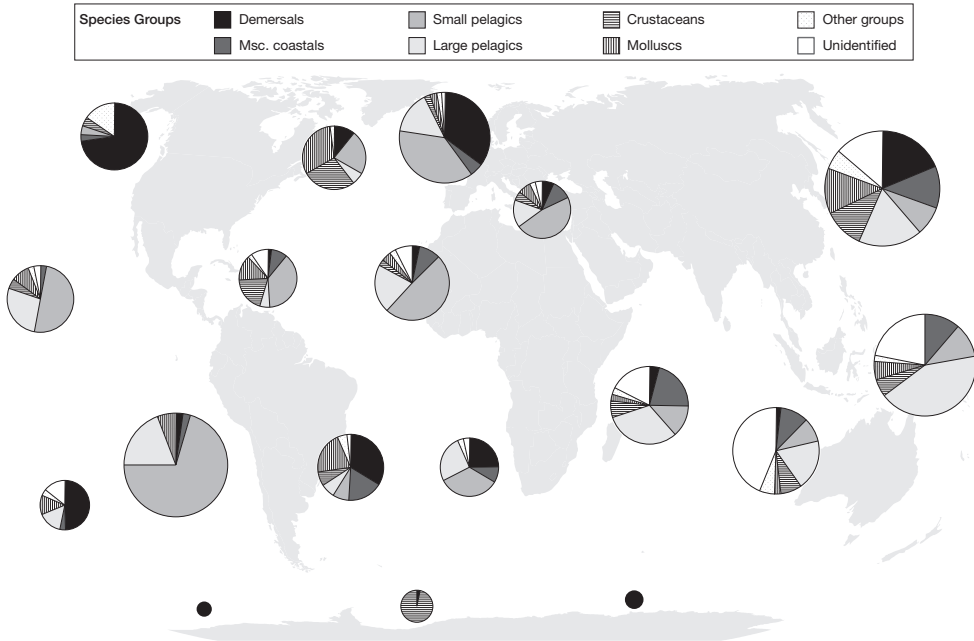 Species Groups Demersals Small pelagics Crustaceans Other groups
Msc. coastals Large pelagics Molluscs Unidentified